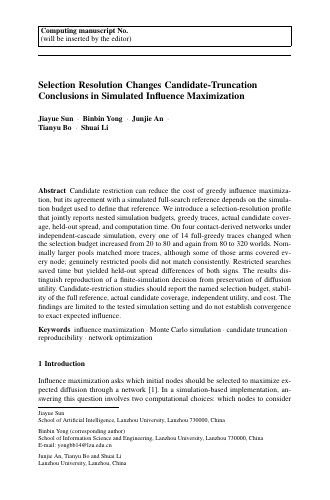 Computing manuscript No.
(will be inserted by the editor)
Selection Resolution Changes Candidate-Truncation
Conclusions in Simulated Influence Maximization
Jiayue Sun · Binbin Yong · Junjie An ·
Tianyu Bo · Shuai Li
Abstract Candidate restriction can reduce the cost of greedy influence maximiza-
tion, but its agreement with a simulated full-search reference depends on the simula-
tion budget used to define that reference. We introduce a selection-resolution profile
that jointly reports nested simulation budgets, greedy traces, actual candidate cover-
age, held-out spread, and computation time. On four contact-derived networks under
independent-cascade simulation, every one of 14 full-greedy traces changed when
the selection budget increased from 20 to 80 and again from 80 to 320 worlds. Nom-
inally larger pools matched more traces, although some of those arms covered ev-
ery node; genuinely restricted pools did not match consistently. Restricted searches
saved time but yielded held-out spread differences of both signs. The results dis-
tinguish reproduction of a finite-simulation decision from preservation of diffusion
utility. Candidate-restriction studies should report the named selection budget, stabil-
ity of the full reference, actual candidate coverage, independent utility, and cost. The
findings are limited to the tested simulation setting and do not establish convergence
to exact expected influence.
Keywords influence maximization · Monte Carlo simulation · candidate truncation ·
reproducibility · network optimization
1 Introduction
Influence maximization asks which initial nodes should be selected to maximize ex-
pected diffusion through a network [1]. In a simulation-based implementation, an-
swering this question involves two computational choices: which nodes to consider
Jiayue Sun
School of Artificial Intelligence, Lanzhou University, Lanzhou 730000, China
Binbin Yong (corresponding author)
School of Information Science and Engineering, Lanzhou University, Lanzhou 730000, China
E-mail: yongbb14@lzu.edu.cn
Junjie An, Tianyu Bo and Shuai Li
Lanzhou University, Lanzhou, China